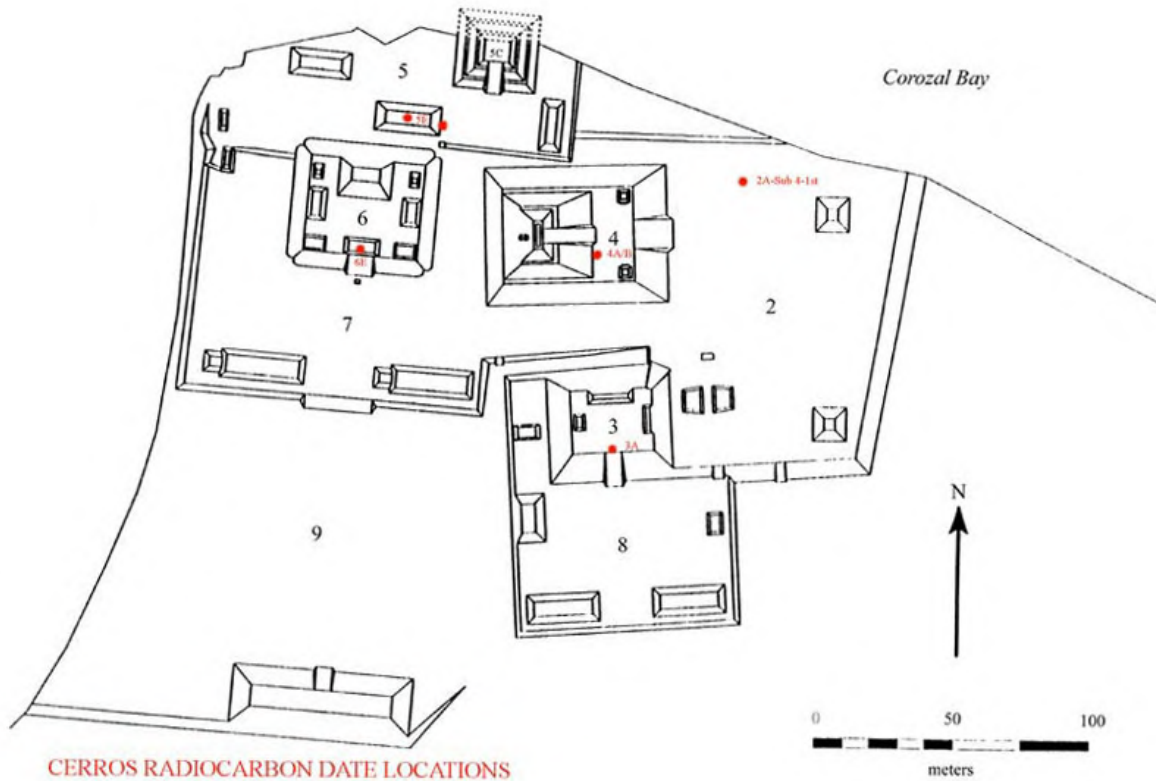 5C
5
Corozal Bay
5B
2A-Sub 4-1st
6
4
4A/B
6E
2
7
3
3A
N
9
8
0 50 100
meters
CERROS RADIOCARBON DATE LOCATIONS